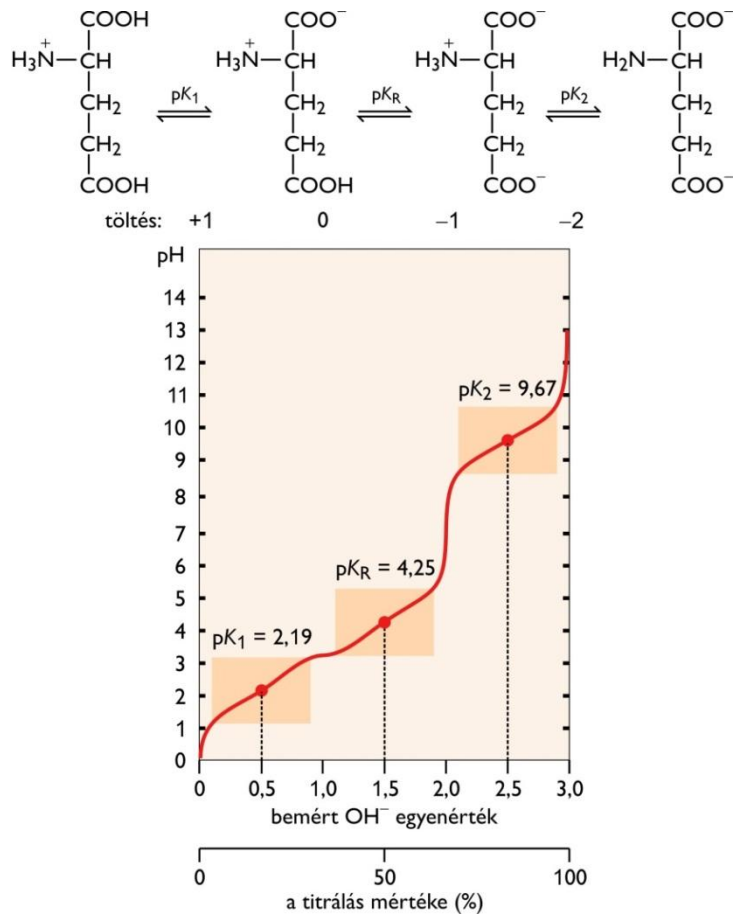 COOH COO⁻ COO⁻ COO⁻
H₃N⁺—CH H₃N⁺—CH H₃N⁺—CH H₂N—CH
pK₁ pK_R pK₂
CH₂ CH₂ CH₂ CH₂
CH₂ CH₂ CH₂ CH₂
COOH COOH COO⁻ COO⁻
töltés: +1 0 –1 –2
pH
14
13
12
11
pK₂ = 9,67
10
9
8
7
6
pK_R = 4,25
5
4
pK₁ = 2,19
3
2
1
0
0 0,5 1,0 1,5 2,0 2,5 3,0
bemért OH⁻ egyenérték
0 50 100
a titrálás mértéke (%)